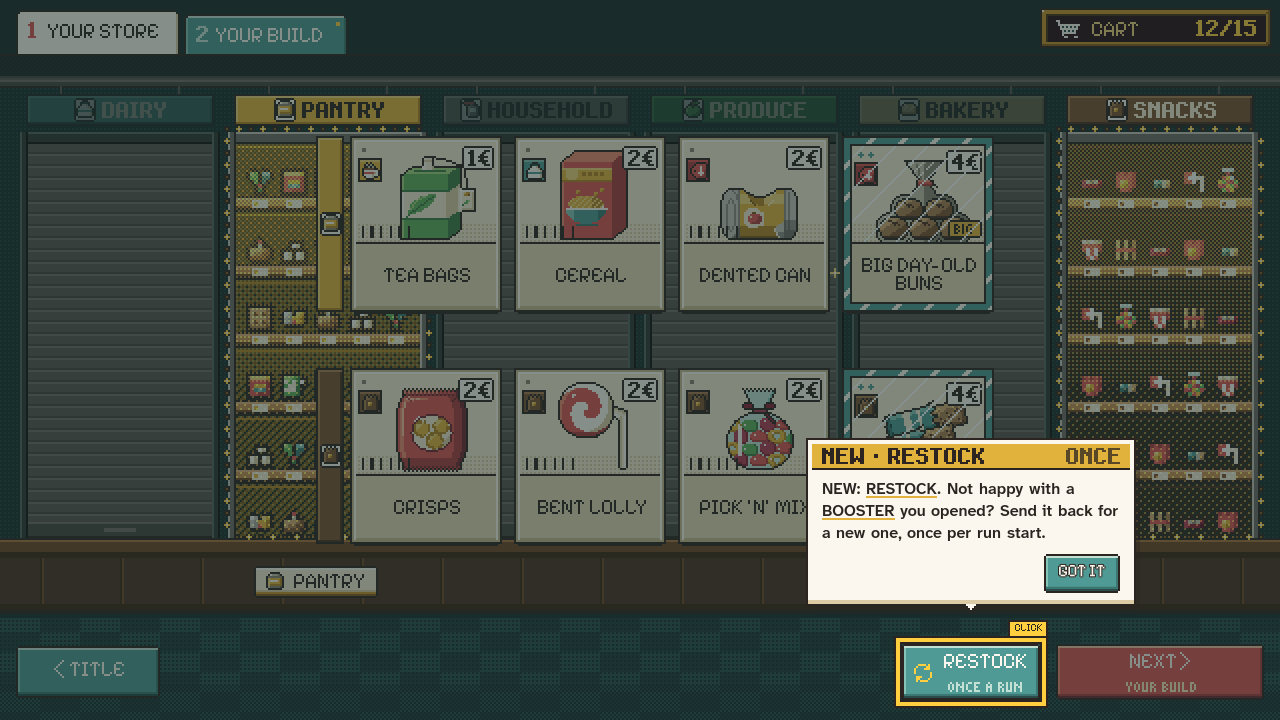 1 YOUR STORE
2 YOUR BUILD
CART 12/15
DAIRY
PANTRY
HOUSEHOLD
PRODUCE
BAKERY
SNACKS
1€
TEA BAGS
2€
CEREAL
2€
DENTED CAN
4€
BIG
BIG DAY-OLD
BUNS
2€
CRISPS
2€
BENT LOLLY
2€
PICK 'N' MIX
4€
NEW · RESTOCK ONCE
NEW: RESTOCK. Not happy with a
BOOSTER you opened? Send it back for
a new one, once per run start.
GOT IT
PANTRY
CLICK
<TITLE
RESTOCK
ONCE A RUN
NEXT>
YOUR BUILD